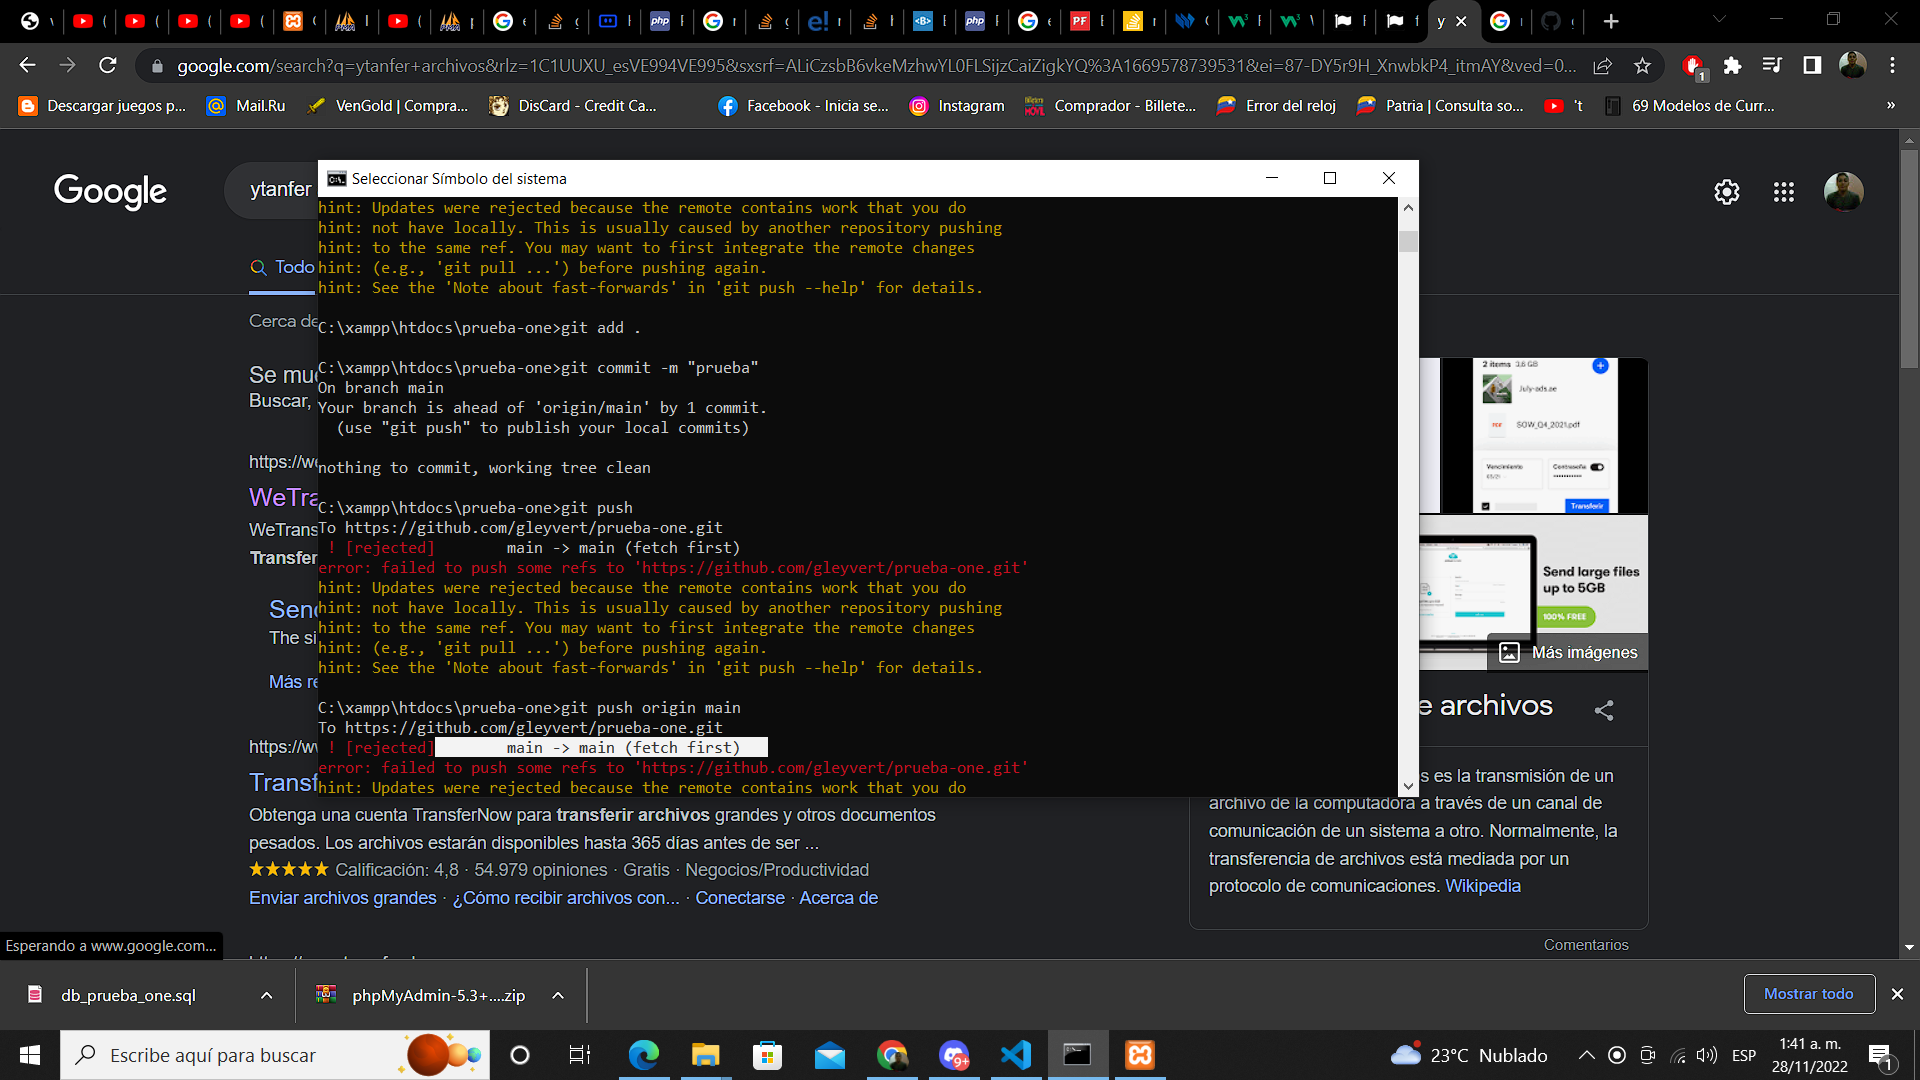 google.com/search?q=ytanfer+archivos&rlz=1C1UUXU_esVE994VE995&sxsrf=ALiCzsbB6vkeMzhwYL0FLSijzCaiZigkYQ%3A1669578739531&ei=87-DY5r9H_XnwbkP4_itmAY&ved=0...
Descargar juegos p...
Mail.Ru
VenGold | Compra...
DisCard - Credit Ca...
Facebook - Inicia se...
Instagram
Comprador - Billete...
Error del reloj
Patria | Consulta so...
't
69 Modelos de Curr...
»
Google
ytanfer
Todo
Cerca de
Se mue
Buscar,
https://we
WeTra
WeTrans
Transfer
Send
The si
Más re
https://ww
Transf
Seleccionar Símbolo del sistema
hint: Updates were rejected because the remote contains work that you do
hint: not have locally. This is usually caused by another repository pushing
hint: to the same ref. You may want to first integrate the remote changes
hint: (e.g., 'git pull ...') before pushing again.
hint: See the 'Note about fast-forwards' in 'git push --help' for details.
C:\xampp\htdocs\prueba-one>git add .
C:\xampp\htdocs\prueba-one>git commit -m "prueba"
On branch main
Your branch is ahead of 'origin/main' by 1 commit.
(use "git push" to publish your local commits)
nothing to commit, working tree clean
C:\xampp\htdocs\prueba-one>git push
To https://github.com/gleyvert/prueba-one.git
! [rejected]        main -> main (fetch first)
error: failed to push some refs to 'https://github.com/gleyvert/prueba-one.git'
hint: Updates were rejected because the remote contains work that you do
hint: not have locally. This is usually caused by another repository pushing
hint: to the same ref. You may want to first integrate the remote changes
hint: (e.g., 'git pull ...') before pushing again.
hint: See the 'Note about fast-forwards' in 'git push --help' for details.
C:\xampp\htdocs\prueba-one>git push origin main
To https://github.com/gleyvert/prueba-one.git
! [rejected]        main -> main (fetch first)
error: failed to push some refs to 'https://github.com/gleyvert/prueba-one.git'
hint: Updates were rejected because the remote contains work that you do
2 items 3,6 GB
July-ads.ae
SOW_Q4_2021.pdf
Vencimiento
Contraseña
Transferir
Send large files
up to 5GB
100% FREE
Más imágenes
e archivos
s es la transmisión de un
archivo de la computadora a través de un canal de
comunicación de un sistema a otro. Normalmente, la
transferencia de archivos está mediada por un
protocolo de comunicaciones. Wikipedia
Comentarios
Obtenga una cuenta TransferNow para transferir archivos grandes y otros documentos
pesados. Los archivos estarán disponibles hasta 365 días antes de ser ...
Calificación: 4,8 · 54.979 opiniones · Gratis · Negocios/Productividad
Enviar archivos grandes · ¿Cómo recibir archivos con... · Conectarse · Acerca de
Esperando a www.google.com...
db_prueba_one.sql
phpMyAdmin-5.3+....zip
Mostrar todo
Escribe aquí para buscar
9+
23°C Nublado
ESP
1:41 a. m.
28/11/2022
1